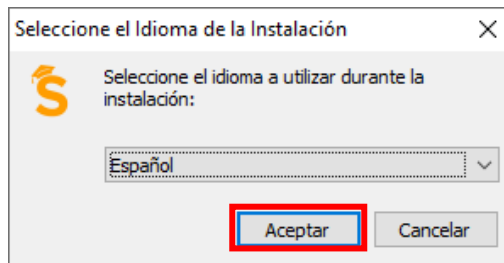 Seleccione el Idioma de la Instalación
Seleccione el idioma a utilizar durante la
instalación:
Español
Aceptar
Cancelar